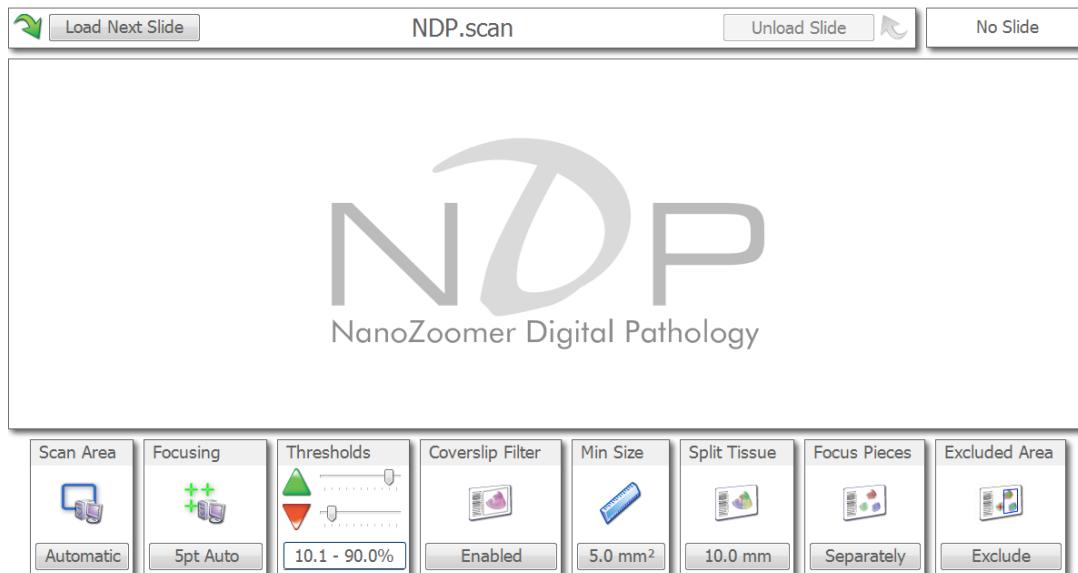 Load Next Slide NDP.scan Unload Slide No Slide
NDP
NanoZoomer Digital Pathology
Scan Area Focusing Thresholds Coverslip Filter Min Size Split Tissue Focus Pieces Excluded Area
Automatic 5pt Auto 10.1 - 90.0% Enabled 5.0 mm² 10.0 mm Separately Exclude